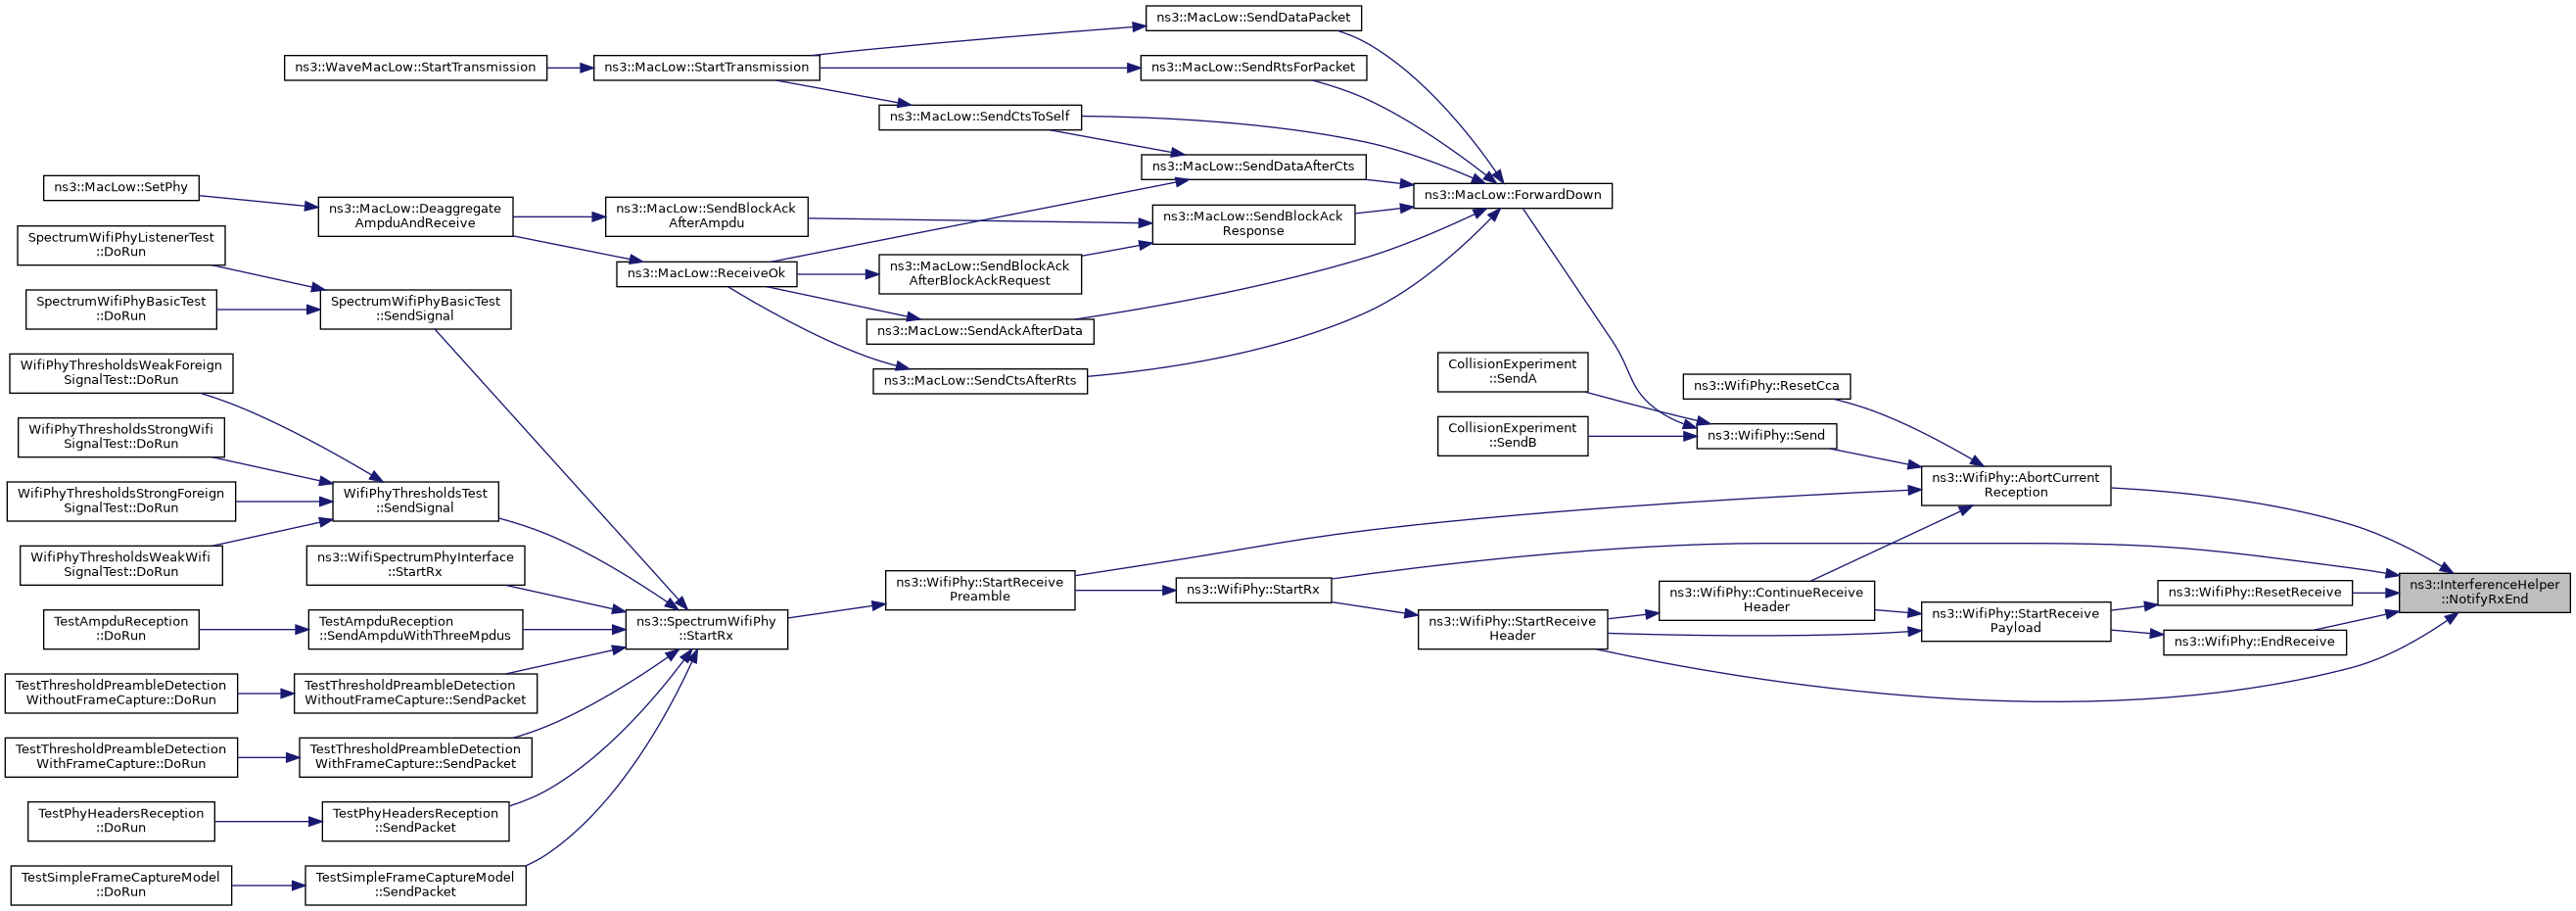 ns3::MacLow::SendDataPacket
ns3::WaveMacLow::StartTransmission
ns3::MacLow::StartTransmission
ns3::MacLow::SendRtsForPacket
ns3::MacLow::SendCtsToSelf
ns3::MacLow::SendDataAfterCts
ns3::MacLow::SetPhy
ns3::MacLow::Deaggregate
AmpduAndReceive
ns3::MacLow::SendBlockAck
AfterAmpdu
ns3::MacLow::SendBlockAck
Response
ns3::MacLow::ForwardDown
SpectrumWifiPhyListenerTest
::DoRun
ns3::MacLow::ReceiveOk
ns3::MacLow::SendBlockAck
AfterBlockAckRequest
SpectrumWifiPhyBasicTest
::DoRun
SpectrumWifiPhyBasicTest
::SendSignal
ns3::MacLow::SendAckAfterData
WifiPhyThresholdsWeakForeign
SignalTest::DoRun
ns3::MacLow::SendCtsAfterRts
CollisionExperiment
::SendA
ns3::WifiPhy::ResetCca
WifiPhyThresholdsStrongWifi
SignalTest::DoRun
CollisionExperiment
::SendB
ns3::WifiPhy::Send
WifiPhyThresholdsStrongForeign
SignalTest::DoRun
WifiPhyThresholdsTest
::SendSignal
ns3::WifiPhy::AbortCurrent
Reception
WifiPhyThresholdsWeakWifi
SignalTest::DoRun
ns3::WifiSpectrumPhyInterface
::StartRx
ns3::WifiPhy::StartReceive
Preamble
ns3::WifiPhy::StartRx
ns3::WifiPhy::ContinueReceive
Header
ns3::WifiPhy::ResetReceive
ns3::InterferenceHelper
::NotifyRxEnd
TestAmpduReception
::DoRun
TestAmpduReception
::SendAmpduWithThreeMpdus
ns3::SpectrumWifiPhy
::StartRx
ns3::WifiPhy::StartReceive
Header
ns3::WifiPhy::StartReceive
Payload
ns3::WifiPhy::EndReceive
TestThresholdPreambleDetection
WithoutFrameCapture::DoRun
TestThresholdPreambleDetection
WithoutFrameCapture::SendPacket
TestThresholdPreambleDetection
WithFrameCapture::DoRun
TestThresholdPreambleDetection
WithFrameCapture::SendPacket
TestPhyHeadersReception
::DoRun
TestPhyHeadersReception
::SendPacket
TestSimpleFrameCaptureModel
::DoRun
TestSimpleFrameCaptureModel
::SendPacket